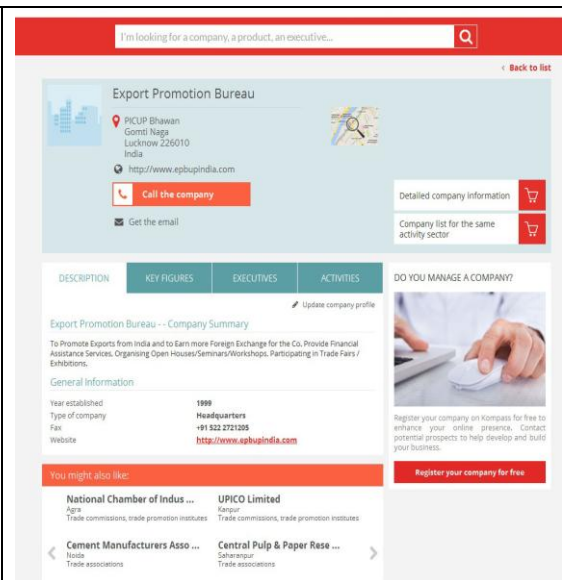 I'm looking for a company, a product, an executive...
< Back to list
Export Promotion Bureau
PICUP Bhawan
Gomti Naga
Lucknow 226010
India
http://www.epbupindia.com
Call the company
Get the email
Detailed company information
Company list for the same
activity sector
DESCRIPTION
KEY FIGURES
EXECUTIVES
ACTIVITIES
Update company profile
Export Promotion Bureau - - Company Summary
To Promote Exports from India and to Earn more Foreign Exchange for the Co. Provide Financial
Assistance Services, Organising Open Houses/Seminars/Workshops, Participating in Trade Fairs /
Exhibitions.
General Information
Year established 1999
Type of company Headquarters
Fax +91 522 2721205
Website http://www.epbupindia.com
DO YOU MANAGE A COMPANY?
Register your company on Kompass for free to
enhance your online presence. Contact
potential prospects to help develop and build
your business.
Register your company for free
You might also like:
National Chamber of Indus ...
Agra
Trade commissions, trade promotion institutes
UPICO Limited
Kanpur
Trade commissions, trade promotion institutes
Cement Manufacturers Asso ...
Noida
Trade associations
Central Pulp & Paper Rese ...
Saharanpur
Trade associations